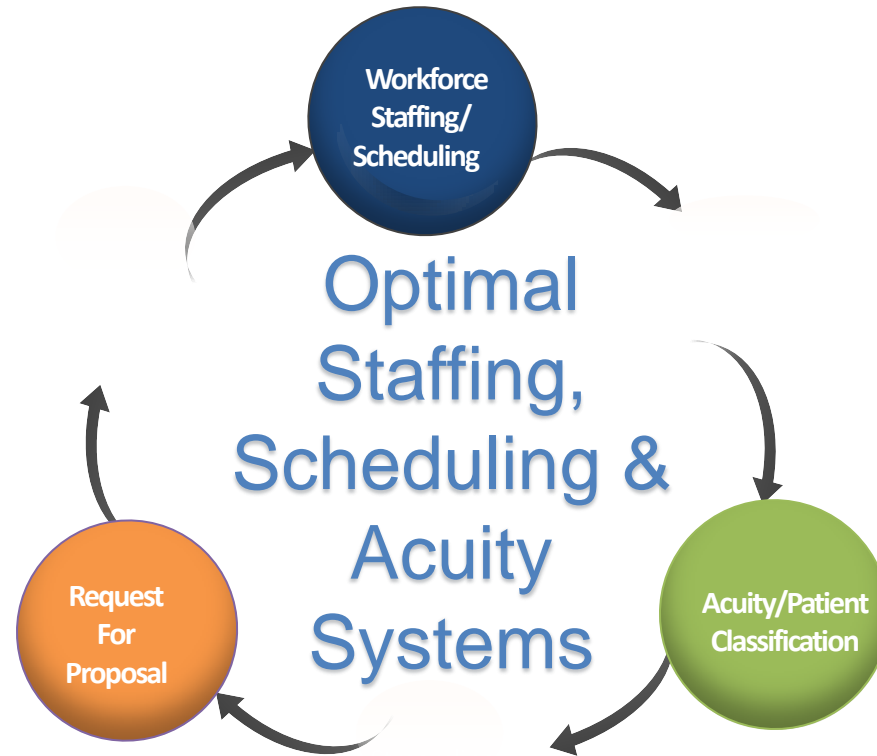 Workforce
Staffing/
Scheduling
Optimal
Staffing,
Scheduling &
Acuity
Systems
Request
For
Proposal
Acuity/Patient
Classification